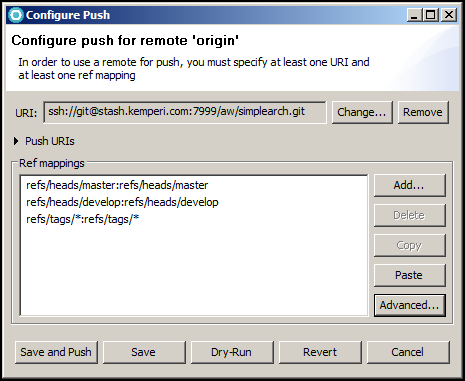 Configure Push
Configure push for remote 'origin'
In order to use a remote for push, you must specify at least one URI and
at least one ref mapping
URI: ssh://git@stash.kemperi.com:7999/aw/simplearch.git Change... Remove
Push URIs
Ref mappings
refs/heads/master:refs/heads/master
refs/heads/develop:refs/heads/develop
refs/tags/*:refs/tags/*
Add...
Delete
Copy
Paste
Advanced...
Save and Push Save Dry-Run Revert Cancel